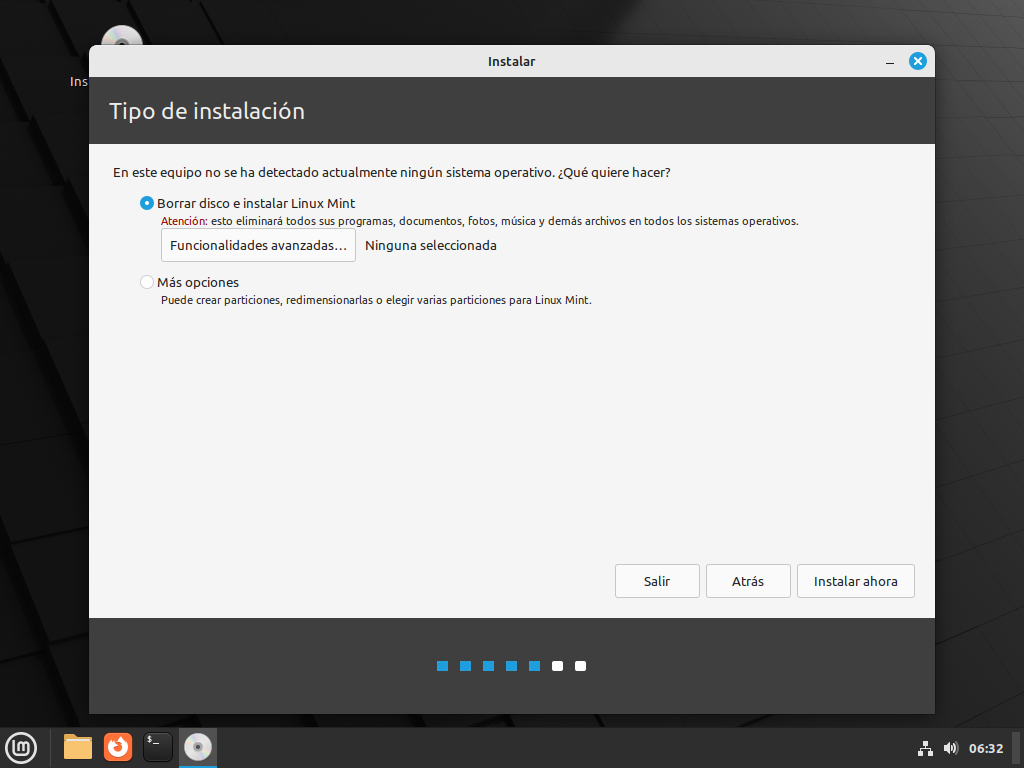 Instalar
Ins
Tipo de instalación
En este equipo no se ha detectado actualmente ningún sistema operativo. ¿Qué quiere hacer?
Borrar disco e instalar Linux Mint
Atención: esto eliminará todos sus programas, documentos, fotos, música y demás archivos en todos los sistemas operativos.
Funcionalidades avanzadas... Ninguna seleccionada
Más opciones
Puede crear particiones, redimensionarlas o elegir varias particiones para Linux Mint.
Salir Atrás Instalar ahora
$_
06:32